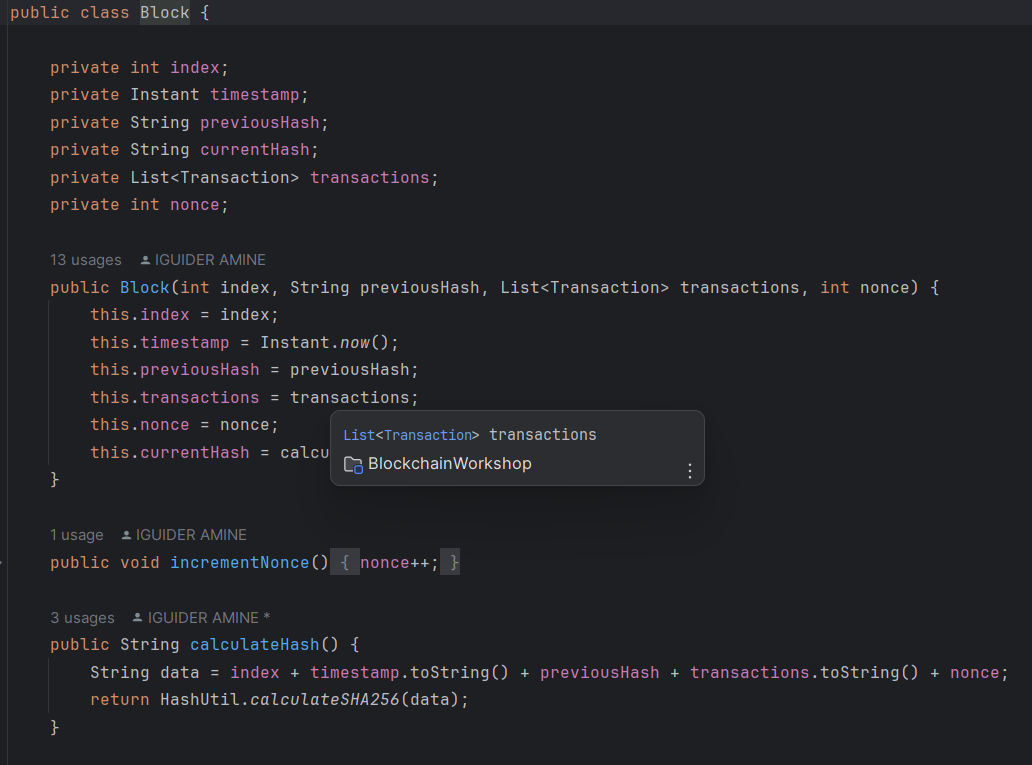 public class Block {
private int index;
private Instant timestamp;
private String previousHash;
private String currentHash;
private List<Transaction> transactions;
private int nonce;
13 usages IGUIDER AMINE
public Block(int index, String previousHash, List<Transaction> transactions, int nonce) {
this.index = index;
this.timestamp = Instant.now();
this.previousHash = previousHash;
this.transactions = transactions;
this.nonce = nonce;
this.currentHash = calcu
List<Transaction> transactions
BlockchainWorkshop
}
1 usage IGUIDER AMINE
public void incrementNonce() { nonce++; }
3 usages IGUIDER AMINE *
public String calculateHash() {
String data = index + timestamp.toString() + previousHash + transactions.toString() + nonce;
return HashUtil.calculateSHA256(data);
}